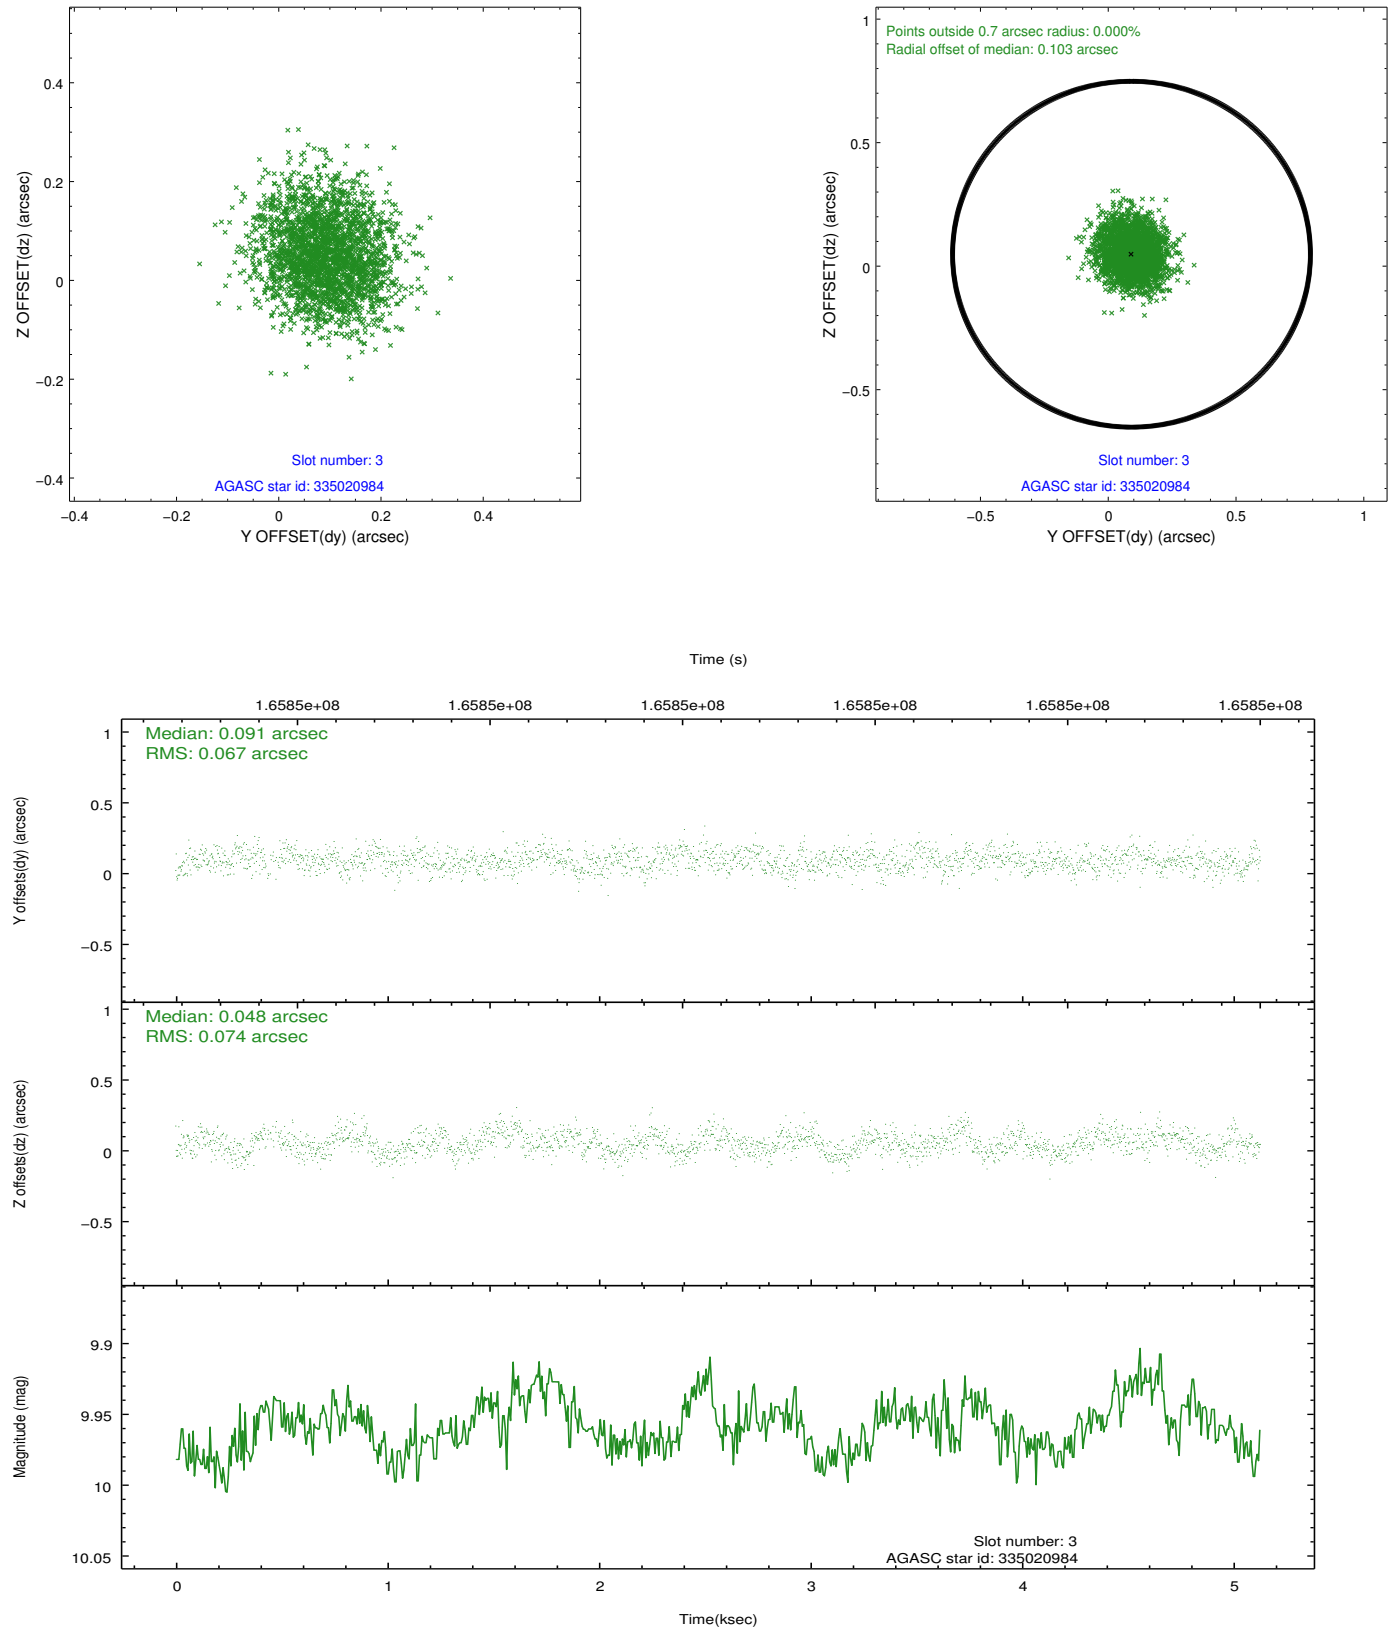 0.4
0.2
0
−0.2
−0.4
Z OFFSET(dz) (arcsec)
Slot number: 3
AGASC star id: 335020984
−0.4 −0.2 0 0.2 0.4
Y OFFSET(dy) (arcsec)
Points outside 0.7 arcsec radius: 0.000%
Radial offset of median: 0.103 arcsec
1
0.5
0
−0.5
Z OFFSET(dz) (arcsec)
Slot number: 3
AGASC star id: 335020984
−0.5 0 0.5 1
Y OFFSET(dy) (arcsec)
Time (s)
1.6585e+08 1.6585e+08 1.6585e+08 1.6585e+08 1.6585e+08 1.6585e+08
Median: 0.091 arcsec
RMS: 0.067 arcsec
1
0.5
0
−0.5
Y offsets(dy) (arcsec)
Median: 0.048 arcsec
RMS: 0.074 arcsec
1
0.5
0
−0.5
Z offsets(dz) (arcsec)
9.9
9.95
10
10.05
Magnitude (mag)
Slot number: 3
AGASC star id: 335020984
0 1 2 3 4 5
Time(ksec)